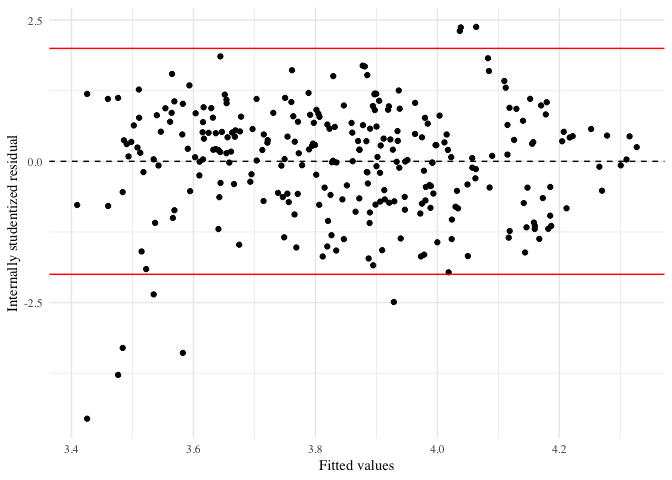 2.5
0.0
-2.5
Internally studentized residual
3.4 3.6 3.8 4.0 4.2
Fitted values